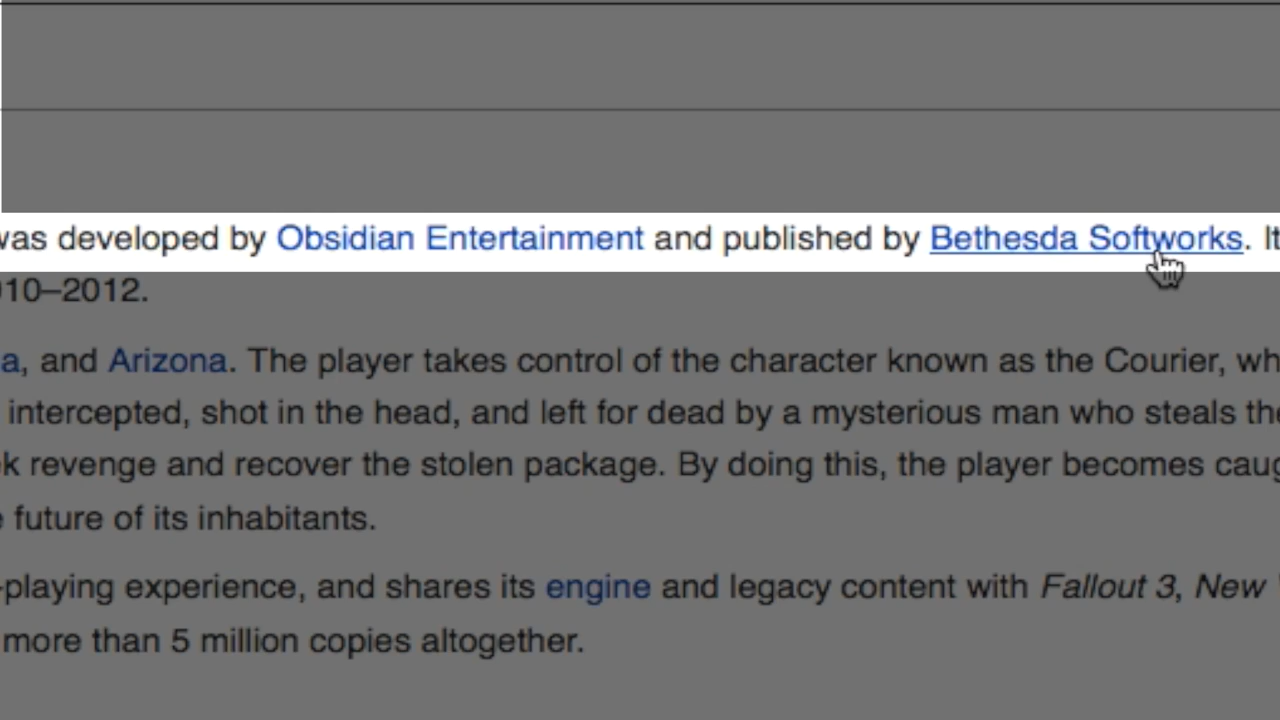 was developed by Obsidian Entertainment and published by Bethesda Softworks. It
010–2012.
a, and Arizona. The player takes control of the character known as the Courier, wh
intercepted, shot in the head, and left for dead by a mysterious man who steals the
k revenge and recover the stolen package. By doing this, the player becomes caug
e future of its inhabitants.
-playing experience, and shares its engine and legacy content with Fallout 3, New
more than 5 million copies altogether.